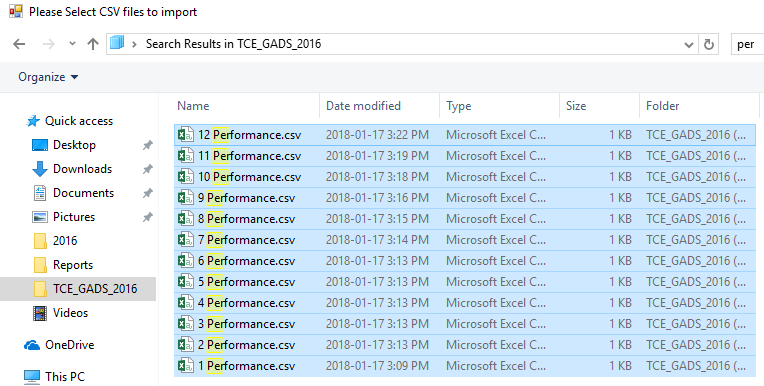 Please Select CSV files to import
Search Results in TCE_GADS_2016 per
Organize
Name Date modified Type Size Folder
Quick access
Desktop
Downloads
Documents
Pictures
2016
Reports
TCE_GADS_2016
Videos
OneDrive
This PC
12 Performance.csv 2018-01-17 3:22 PM Microsoft Excel C... 1 KB TCE_GADS_2016 (...
11 Performance.csv 2018-01-17 3:19 PM Microsoft Excel C... 1 KB TCE_GADS_2016 (...
10 Performance.csv 2018-01-17 3:18 PM Microsoft Excel C... 1 KB TCE_GADS_2016 (...
9 Performance.csv 2018-01-17 3:16 PM Microsoft Excel C... 1 KB TCE_GADS_2016 (...
8 Performance.csv 2018-01-17 3:15 PM Microsoft Excel C... 1 KB TCE_GADS_2016 (...
7 Performance.csv 2018-01-17 3:14 PM Microsoft Excel C... 1 KB TCE_GADS_2016 (...
6 Performance.csv 2018-01-17 3:13 PM Microsoft Excel C... 1 KB TCE_GADS_2016 (...
5 Performance.csv 2018-01-17 3:13 PM Microsoft Excel C... 1 KB TCE_GADS_2016 (...
4 Performance.csv 2018-01-17 3:13 PM Microsoft Excel C... 1 KB TCE_GADS_2016 (...
3 Performance.csv 2018-01-17 3:13 PM Microsoft Excel C... 1 KB TCE_GADS_2016 (...
2 Performance.csv 2018-01-17 3:13 PM Microsoft Excel C... 1 KB TCE_GADS_2016 (...
1 Performance.csv 2018-01-17 3:09 PM Microsoft Excel C... 1 KB TCE_GADS_2016 (...